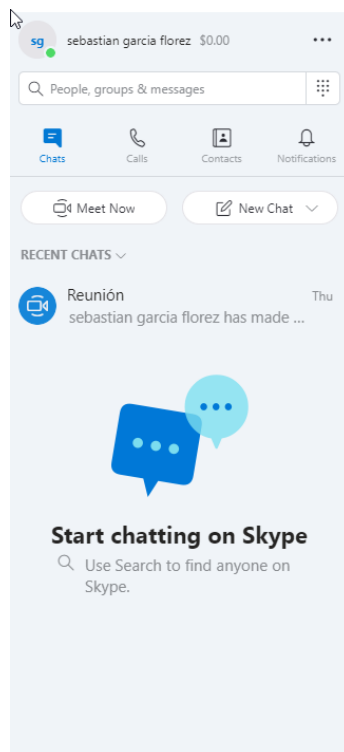 sg sebastian garcia florez $0.00
People, groups & messages
Chats Calls Contacts Notifications
Meet Now New Chat
RECENT CHATS
Reunión Thu
sebastian garcia florez has made ...
Start chatting on Skype
Use Search to find anyone on
Skype.